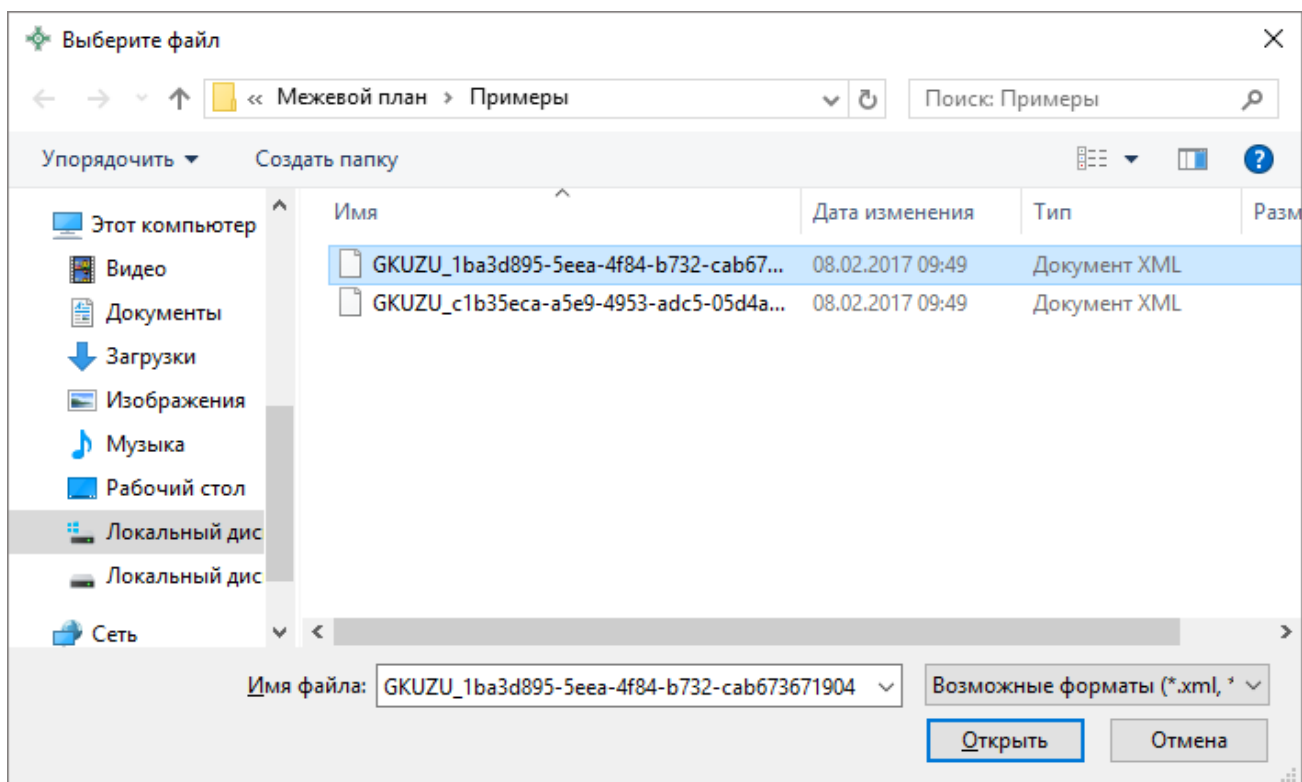 Выберите файл
« Межевой план › Примеры
Поиск: Примеры
Упорядочить
Создать папку
?
Имя Дата изменения Тип Разм
GKUZU_1ba3d895-5eea-4f84-b732-cab67... 08.02.2017 09:49 Документ XML
GKUZU_c1b35eca-a5e9-4953-adc5-05d4a... 08.02.2017 09:49 Документ XML
Этот компьютер
Видео
Документы
Загрузки
Изображения
Музыка
Рабочий стол
Локальный дис
Локальный дис
Сеть
Имя файла: GKUZU_1ba3d895-5eea-4f84-b732-cab673671904 Возможные форматы (*.xml, *
Открыть Отмена